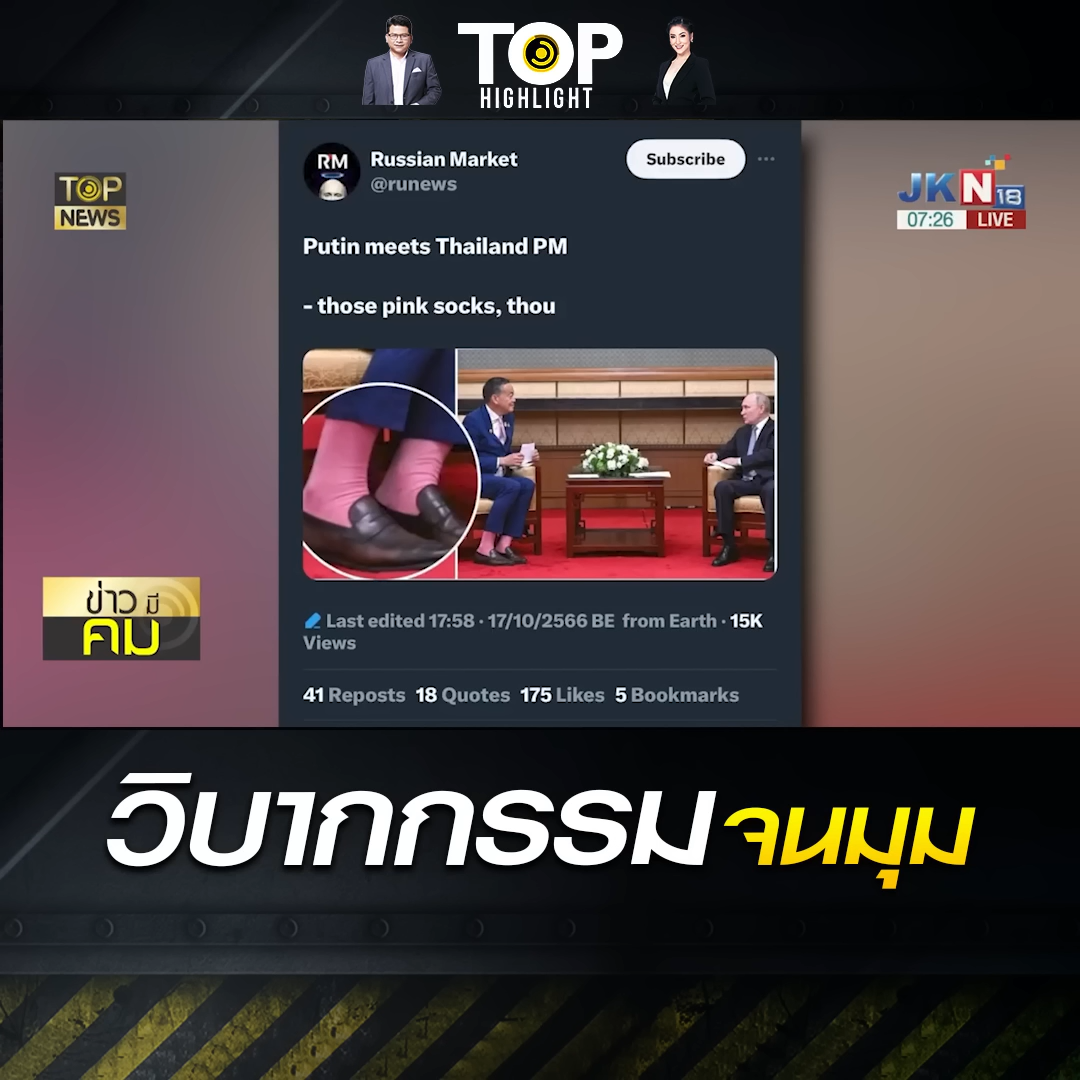 TOP
HIGHLIGHT
TOP
NEWS
JKN18
07:26 LIVE
RM
Russian Market
@runews
Subscribe
Putin meets Thailand PM
- those pink socks, thou
Last edited 17:58 · 17/10/2566 BE from Earth · 15K
Views
41 Reposts 18 Quotes 175 Likes 5 Bookmarks
ข่าวมี
คม
วิบากกรรม จนมุม